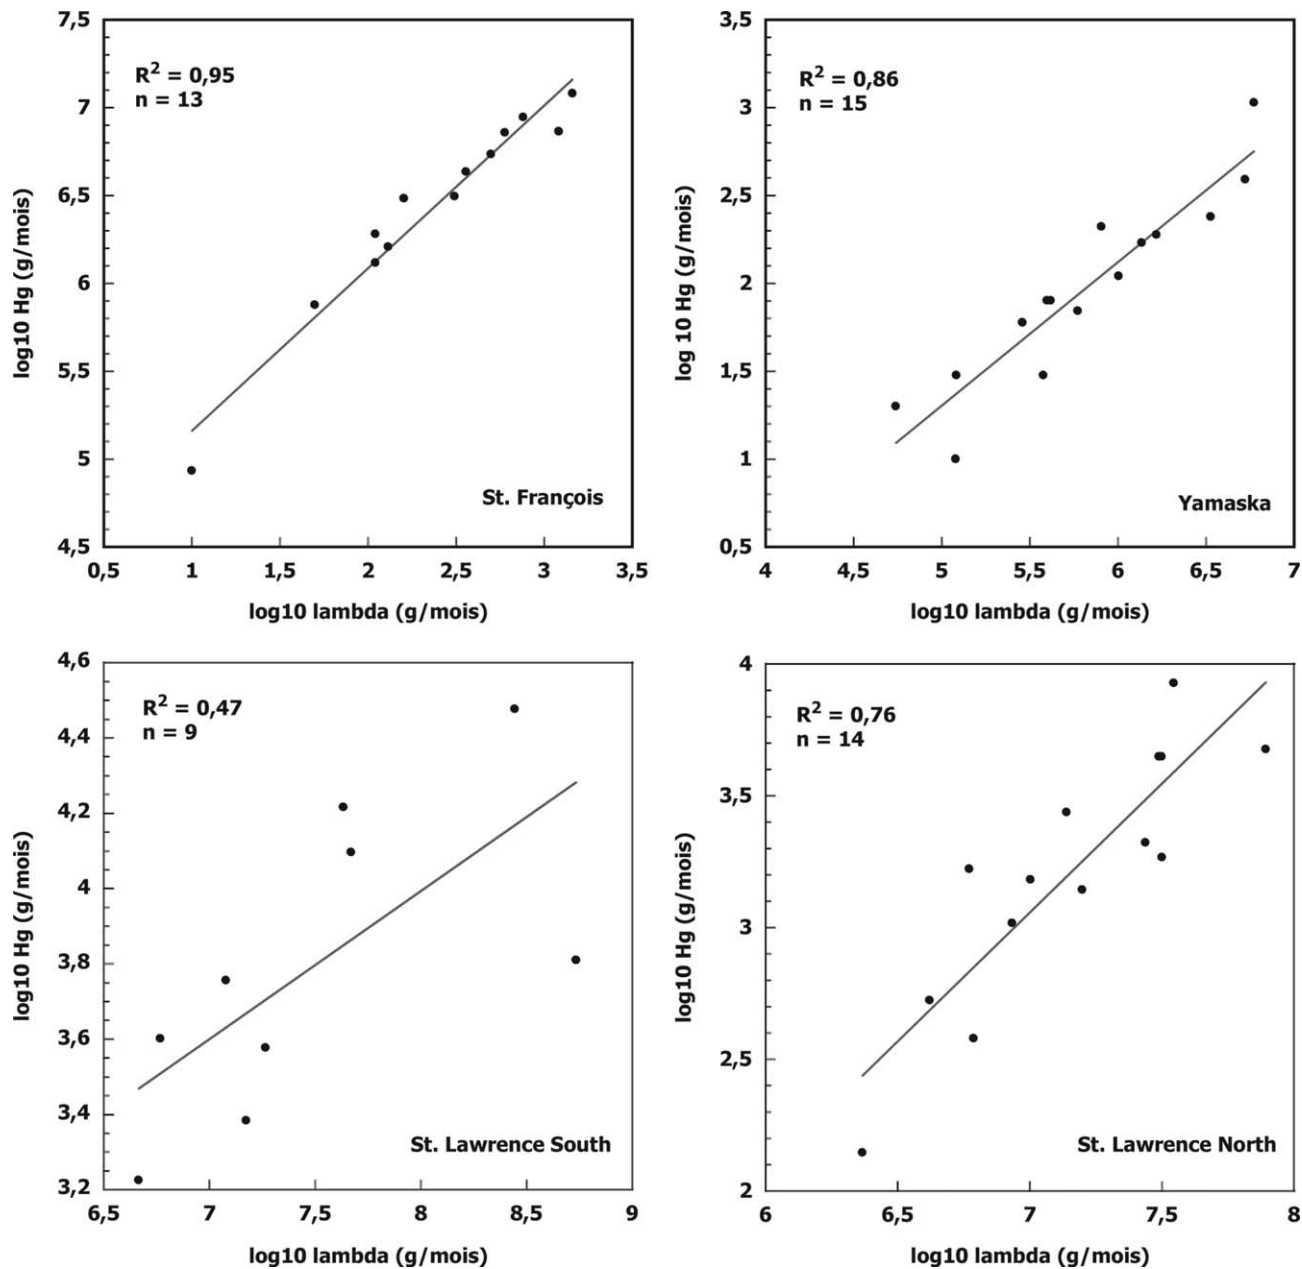 7,5
R2 = 0,95
n = 13
7
6,5
6
5,5
5
4,5
log10 Hg (g/mois)
St. François
0,5 1 1,5 2 2,5 3 3,5
log10 lambda (g/mois)
3,5
R2 = 0,86
n = 15
3
2,5
2
1,5
1
0,5
log 10 Hg (g/mois)
Yamaska
4 4,5 5 5,5 6 6,5 7
log10 lambda (g/mois)
4,6
R2 = 0,47
n = 9
4,4
4,2
4
3,8
3,6
3,4
3,2
log10 Hg (g/mois)
St. Lawrence South
6,5 7 7,5 8 8,5 9
log10 lambda (g/mois)
4
R2 = 0,76
n = 14
3,5
3
2,5
2
log10 Hg (g/mois)
St. Lawrence North
6 6,5 7 7,5 8
log10 lambda (g/mois)